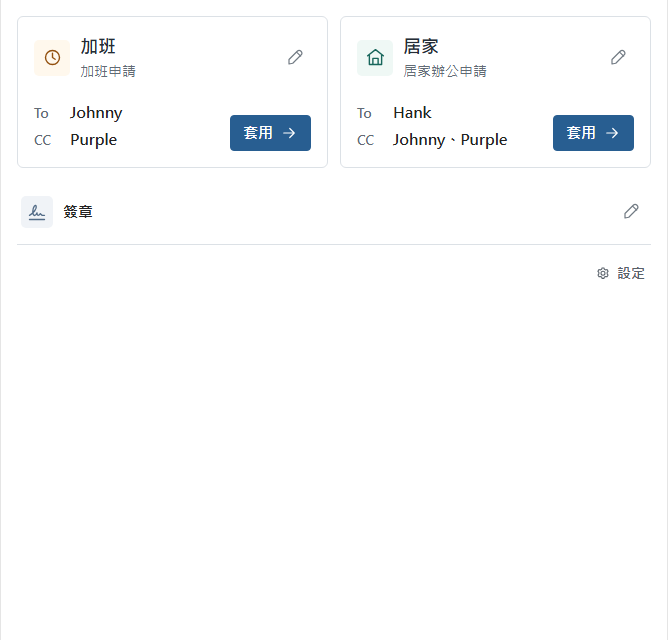 加班
加班申請
To Johnny
CC Purple
套用
居家
居家辦公申請
To Hank
CC Johnny、Purple
套用
簽章
設定